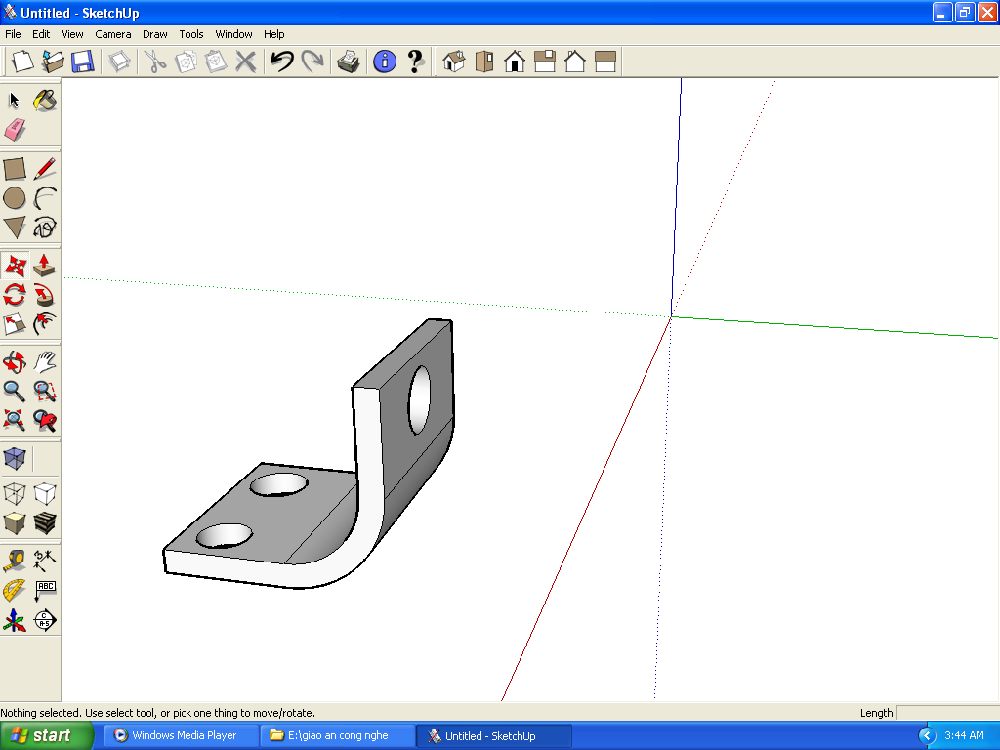 Untitled - SketchUp
File Edit View Camera Draw Tools Window Help
ABC
C
A-5
Nothing selected. Use select tool, or pick one thing to move/rotate. Length
start Windows Media Player E:\giao an cong nghe Untitled - SketchUp 3:44 AM